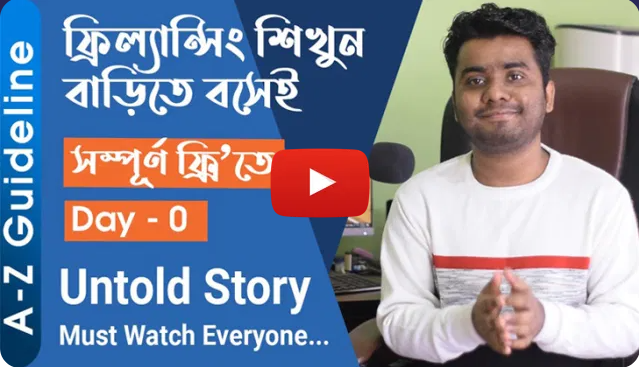 A-Z Guideline
ফ্রিল্যান্সিং শিখুন
বাড়িতে বসেই
সম্পূর্ণ ফ্রি'তে
Day - 0
Untold Story
Must Watch Everyone...